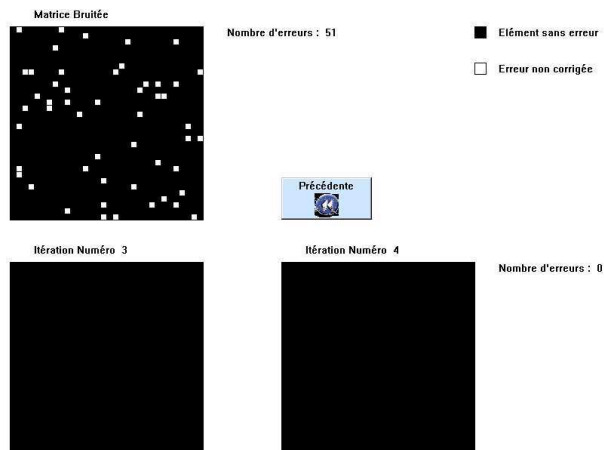 Matrice Bruitée
Nombre d'erreurs : 51
Elément sans erreur
Erreur non corrigée
Précédente
Itération Numéro 3
Itération Numéro 4
Nombre d'erreurs : 0